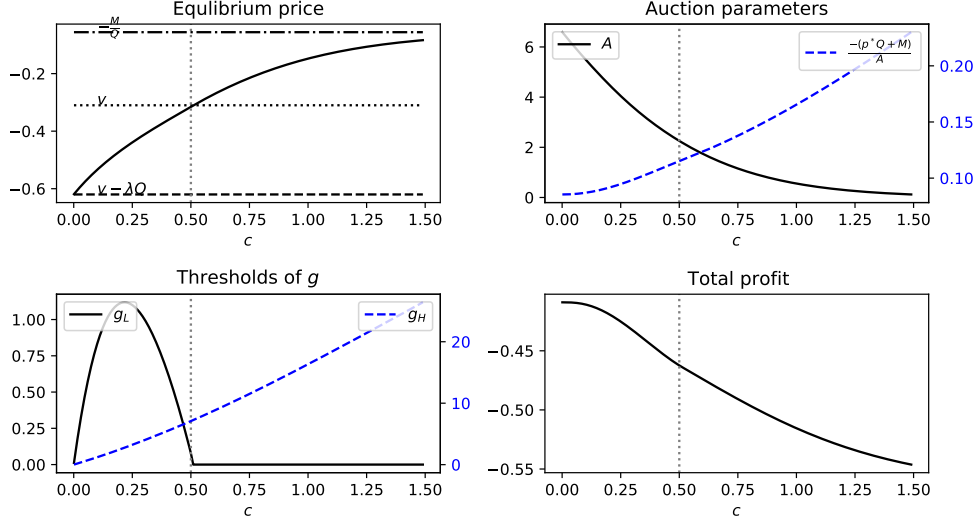 Equlibrium price
−M/Q
v
v − λQ
−0.2
−0.4
−0.6
0.00 0.25 0.50 0.75 1.00 1.25 1.50
c
Auction parameters
A
−(p*Q + M)/A
6
4
2
0
0.20
0.15
0.10
0.00 0.25 0.50 0.75 1.00 1.25 1.50
c
Thresholds of g
g_L
g_H
1.00
0.75
0.50
0.25
0.00
20
10
0
0.00 0.25 0.50 0.75 1.00 1.25 1.50
c
Total profit
−0.45
−0.50
−0.55
0.00 0.25 0.50 0.75 1.00 1.25 1.50
c